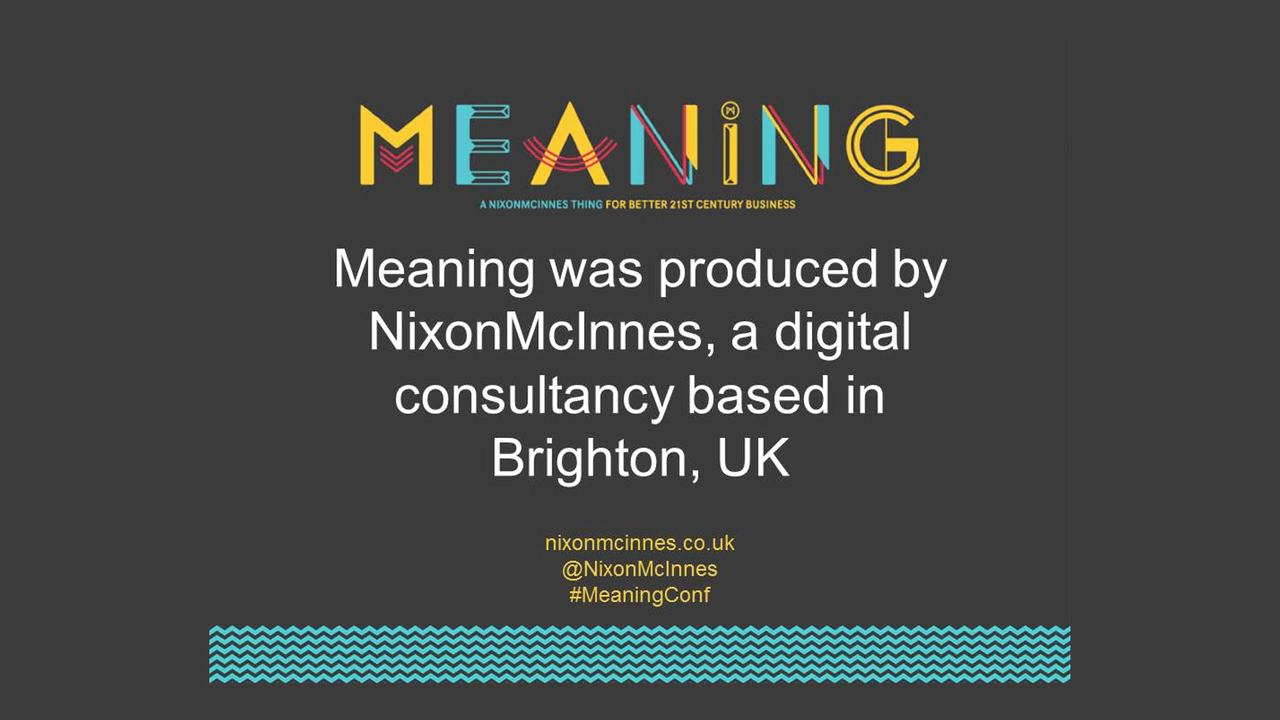 MEANiNG
A NIXONMCINNES THING FOR BETTER 21ST CENTURY BUSINESS
Meaning was produced by
NixonMcInnes, a digital
consultancy based in
Brighton, UK
nixonmcinnes.co.uk
@NixonMcInnes
#MeaningConf